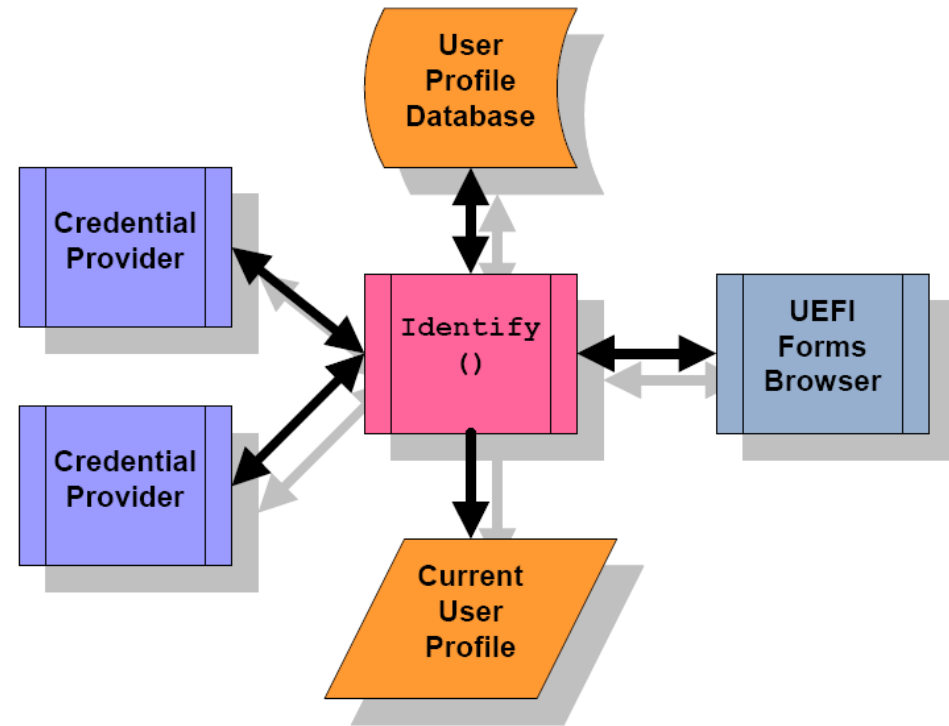 User
Profile
Database
Credential
Provider
Identify
()
UEFI
Forms
Browser
Credential
Provider
Current
User
Profile